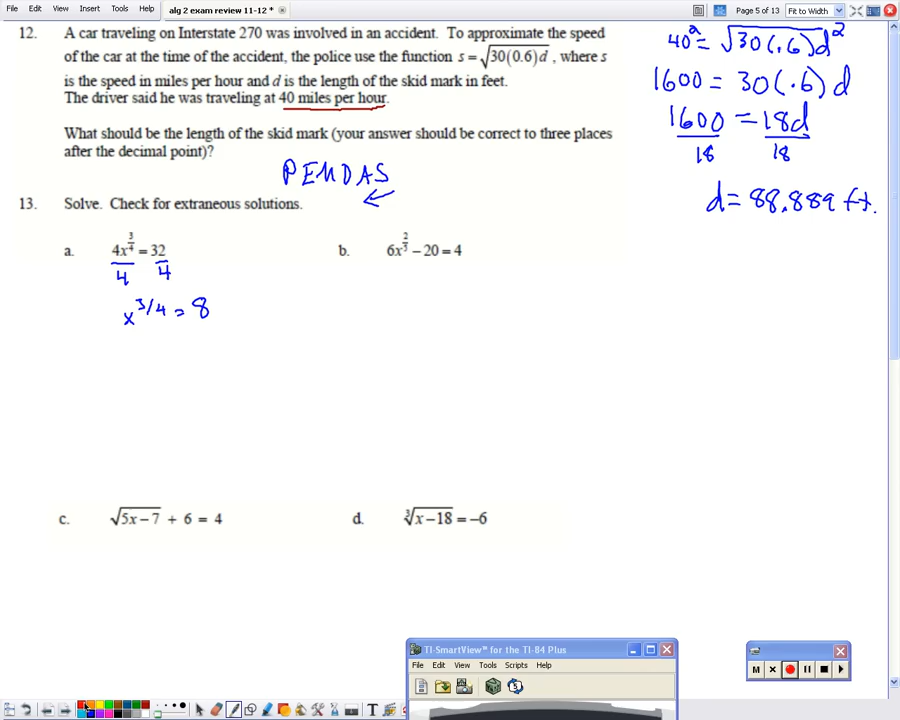 File Edit View Insert Tools Help alg 2 exam review 11-12 * Page 5 of 13 Fit to Width
12. A car traveling on Interstate 270 was involved in an accident. To approximate the speed
of the car at the time of the accident, the police use the function s = √30(0.6)d , where s
is the speed in miles per hour and d is the length of the skid mark in feet.
The driver said he was traveling at 40 miles per hour.
What should be the length of the skid mark (your answer should be correct to three places
after the decimal point)?
40² = √30(.6)d ²
1600 = 30(.6)d
1600 = 18d
18 18
d = 88.889 ft.
PEMDAS
13. Solve. Check for extraneous solutions.
a. 4x^(3/4) = 32
4 4
x^3/4 = 8
b. 6x^(2/3) − 20 = 4
c. √5x−7 + 6 = 4
d. ∛x−18 = −6
TI-SmartView™ for the TI-84 Plus
File Edit View Tools Scripts Help
M
T